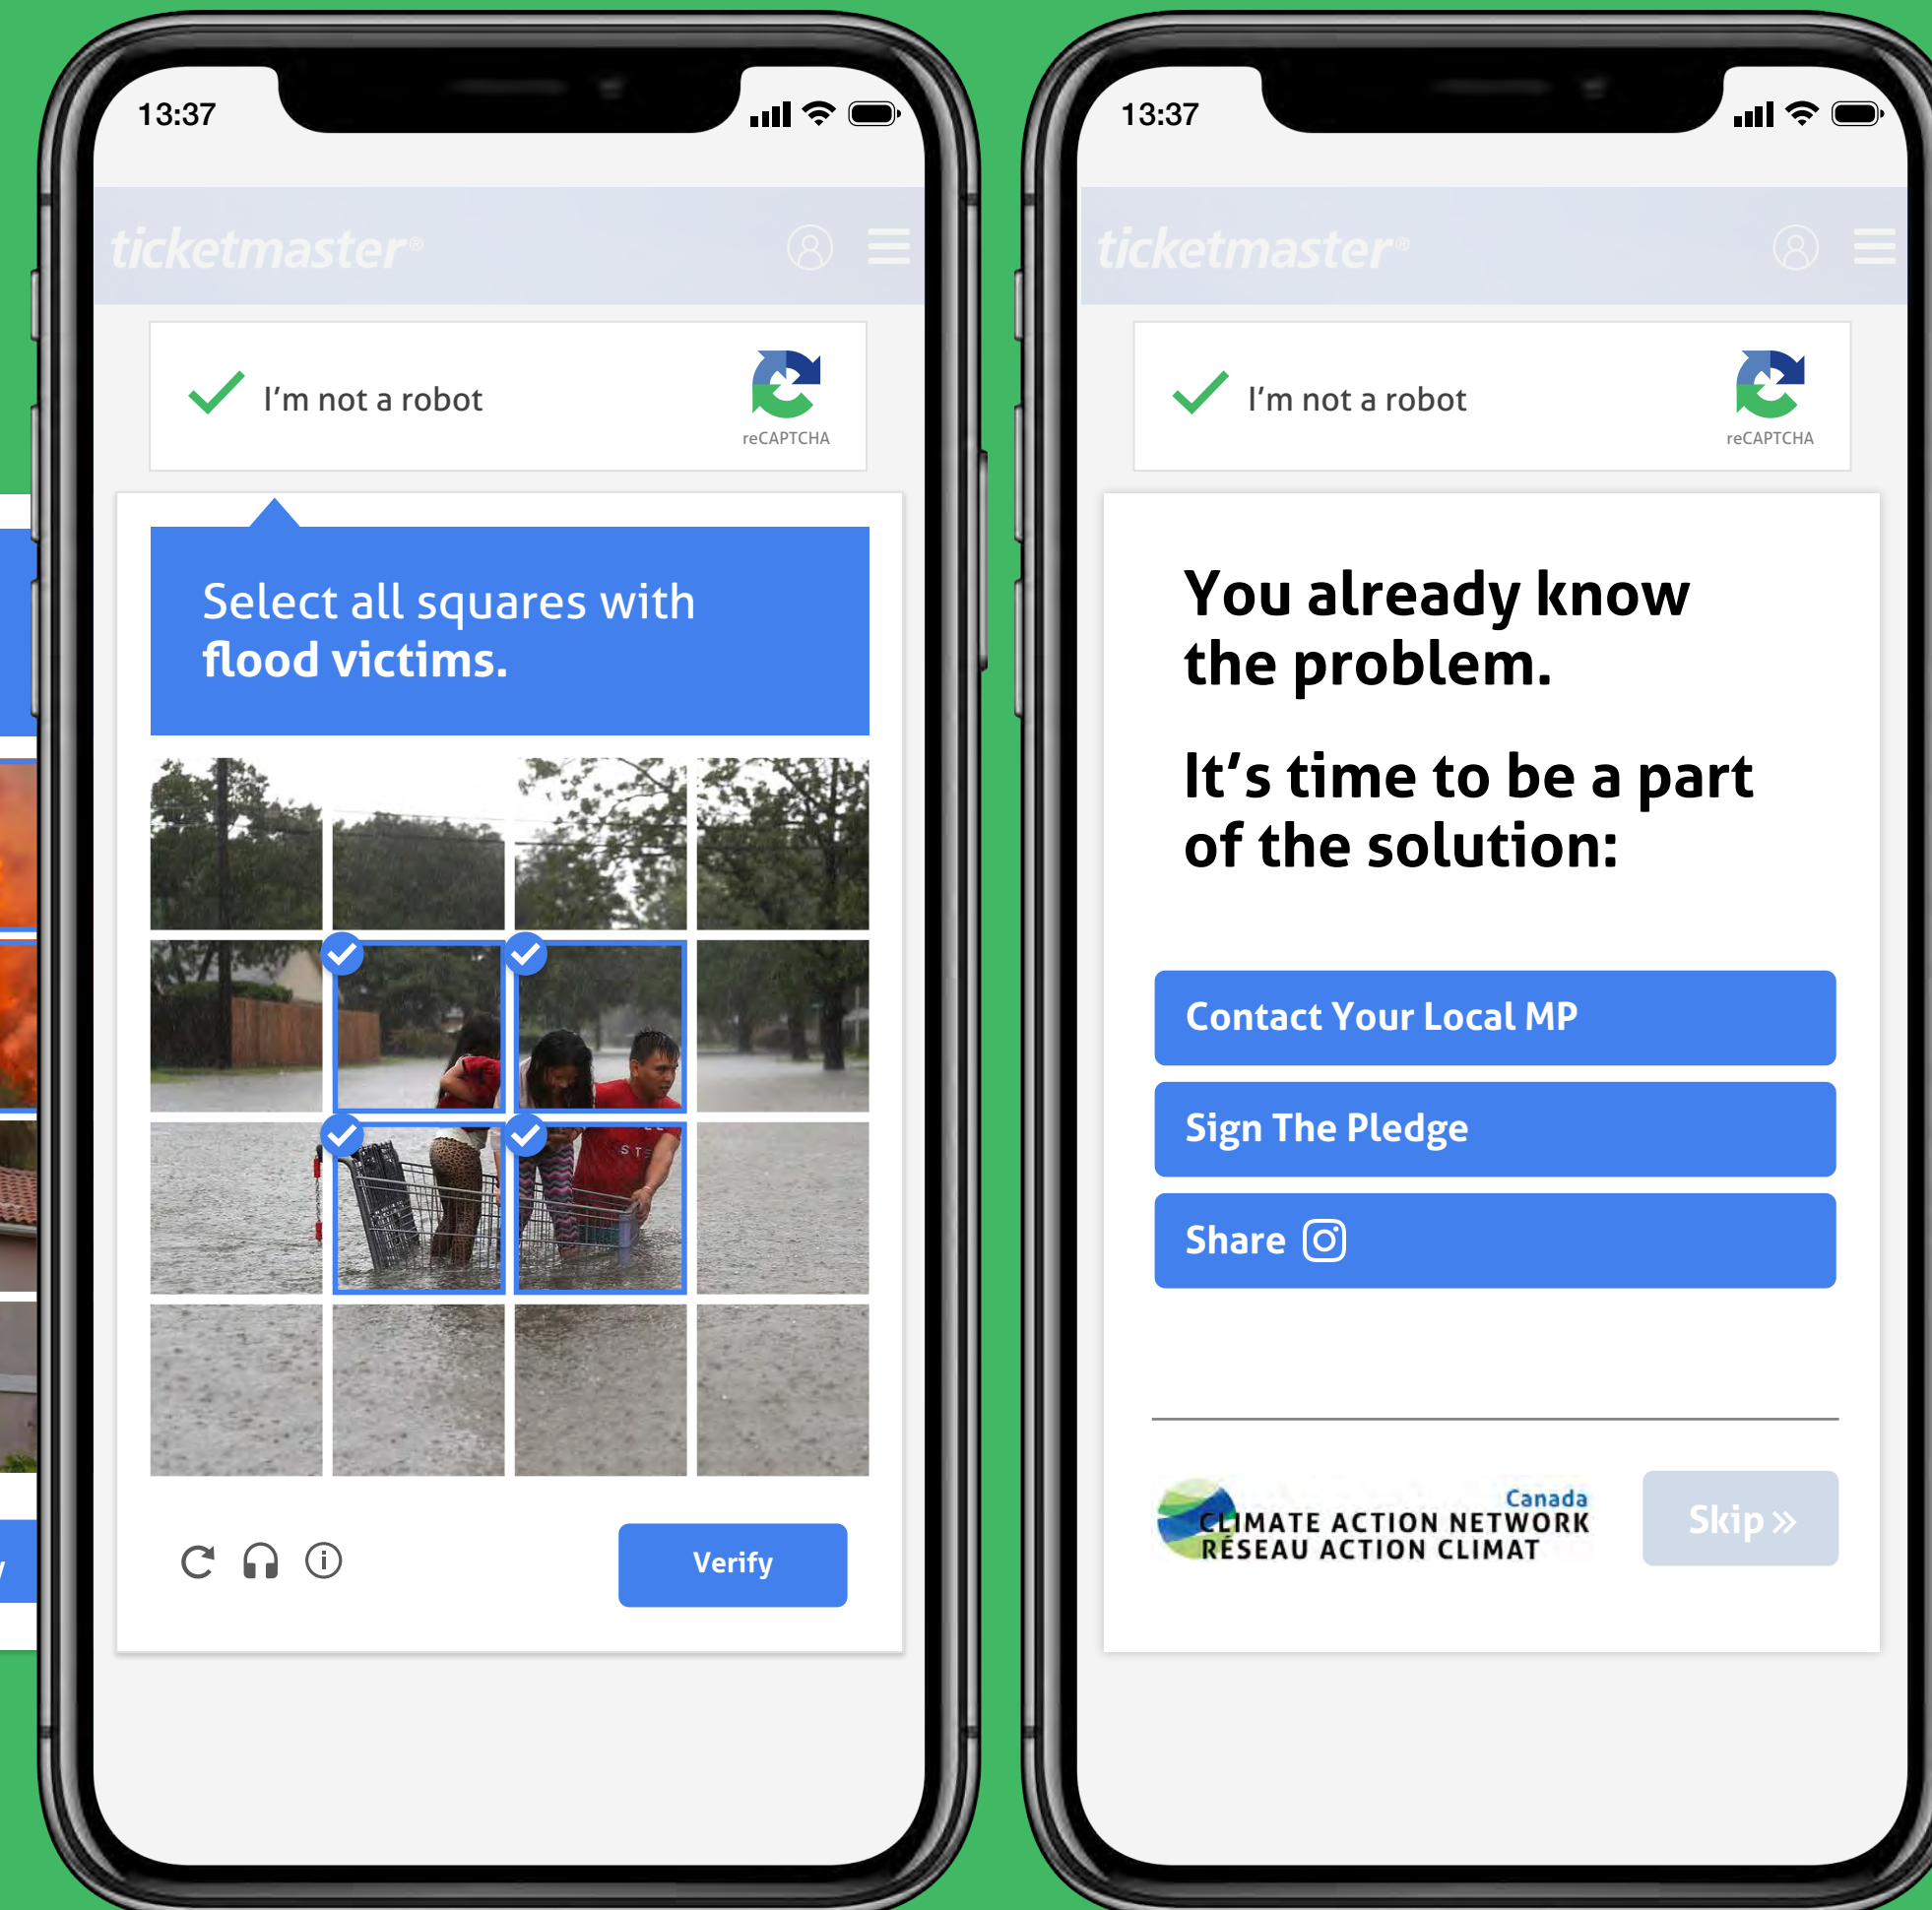 13:37
ticketmaster®
I'm not a robot
reCAPTCHA
Select all squares with
flood victims.
Verify
13:37
ticketmaster®
I'm not a robot
reCAPTCHA
You already know
the problem.
It's time to be a part
of the solution:
Contact Your Local MP
Sign The Pledge
Share
Canada
CLIMATE ACTION NETWORK
RÉSEAU ACTION CLIMAT
Skip »